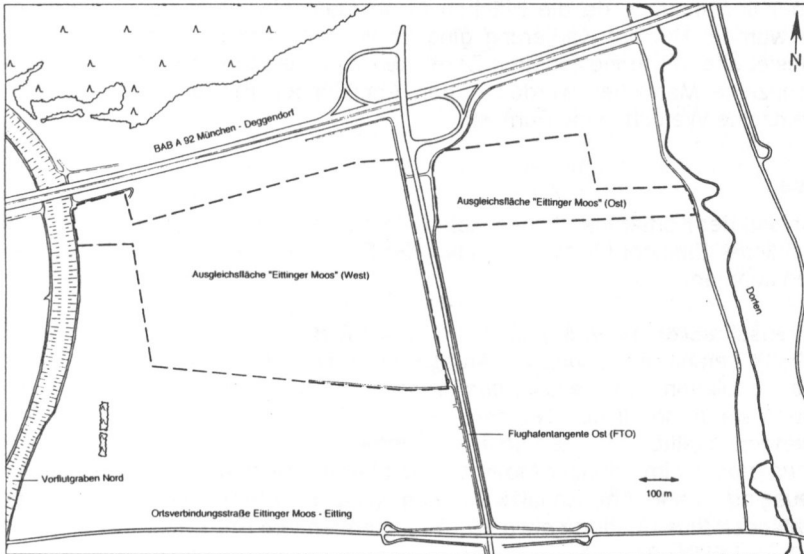 N
BAB A 92 München - Deggendorf
Ausgleichsfläche "Eittinger Moos" (Ost)
Ausgleichsfläche "Eittinger Moos" (West)
Dorfen
Flughafentangente Ost (FTO)
Vorflutgraben Nord
100 m
Ortsverbindungsstraße Eittinger Moos - Eitting